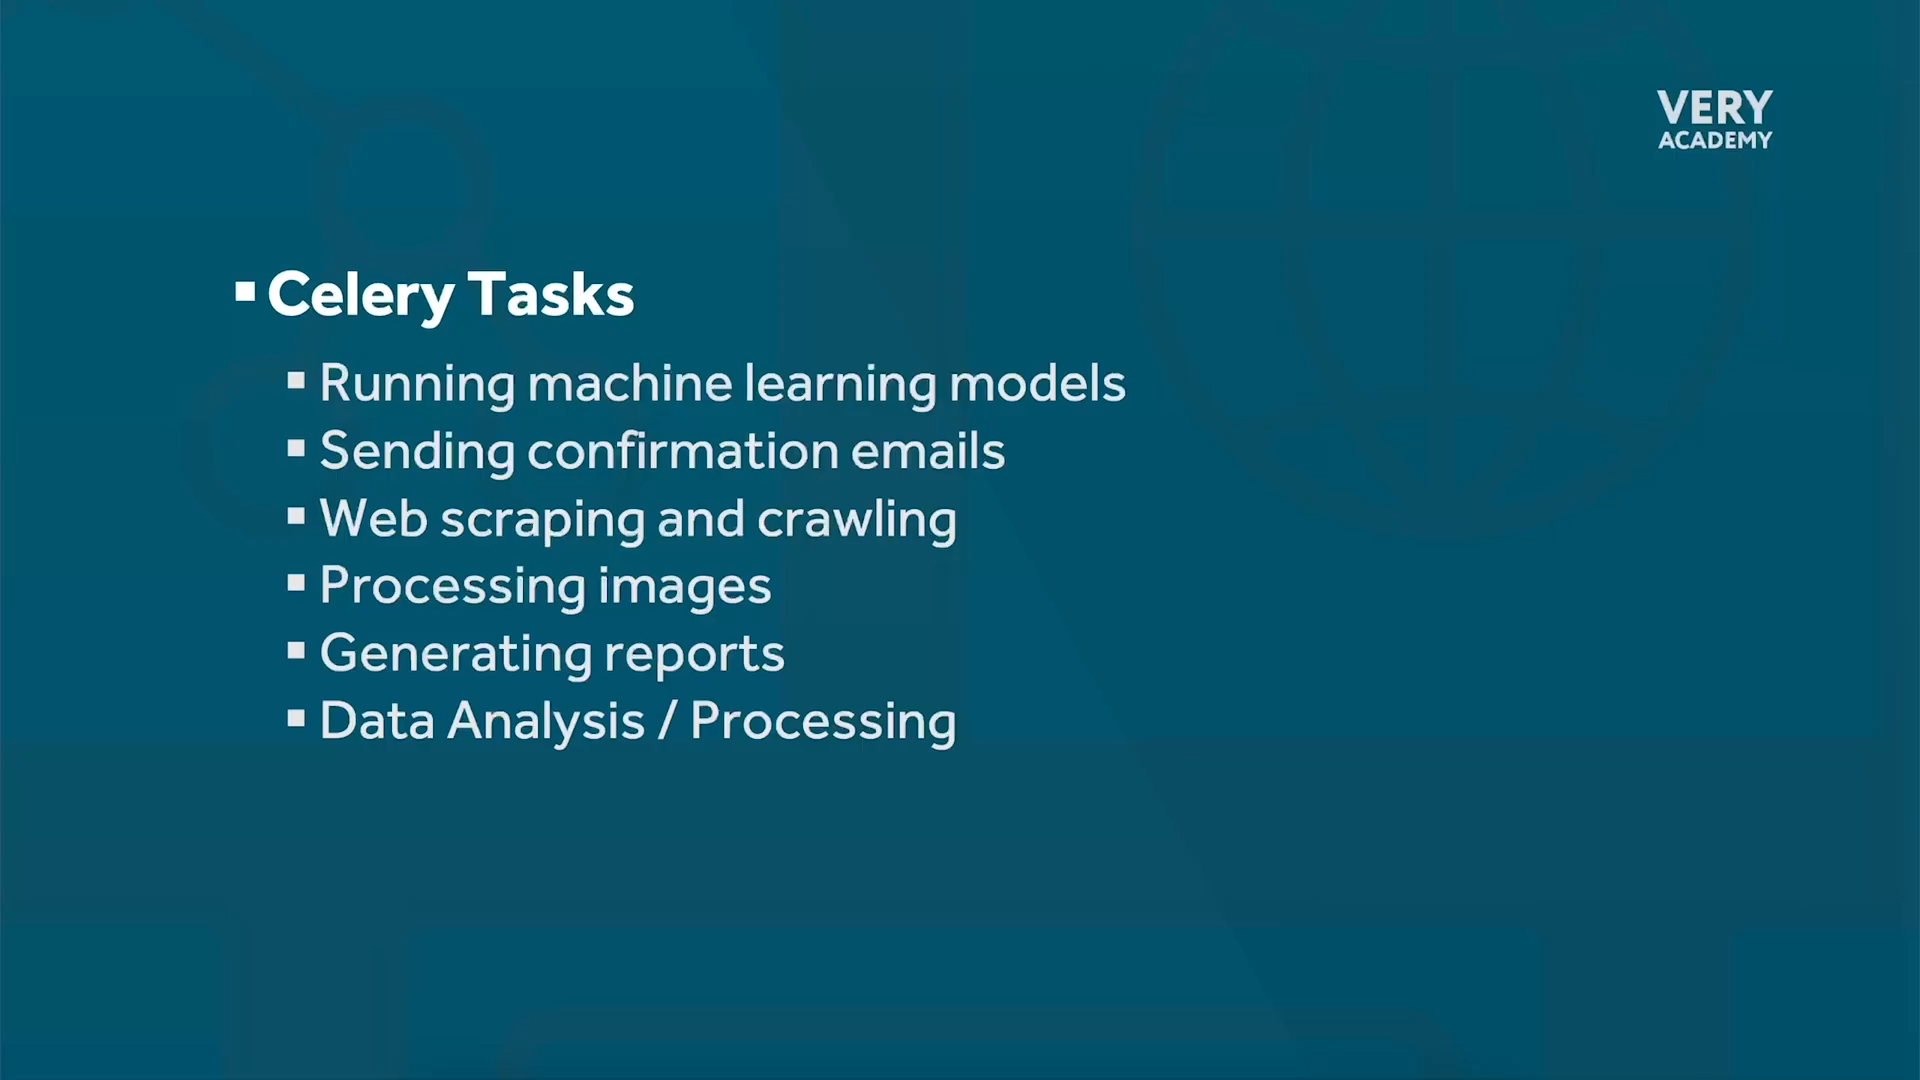 VERY
ACADEMY
Celery Tasks
Running machine learning models
Sending confirmation emails
Web scraping and crawling
Processing images
Generating reports
Data Analysis / Processing